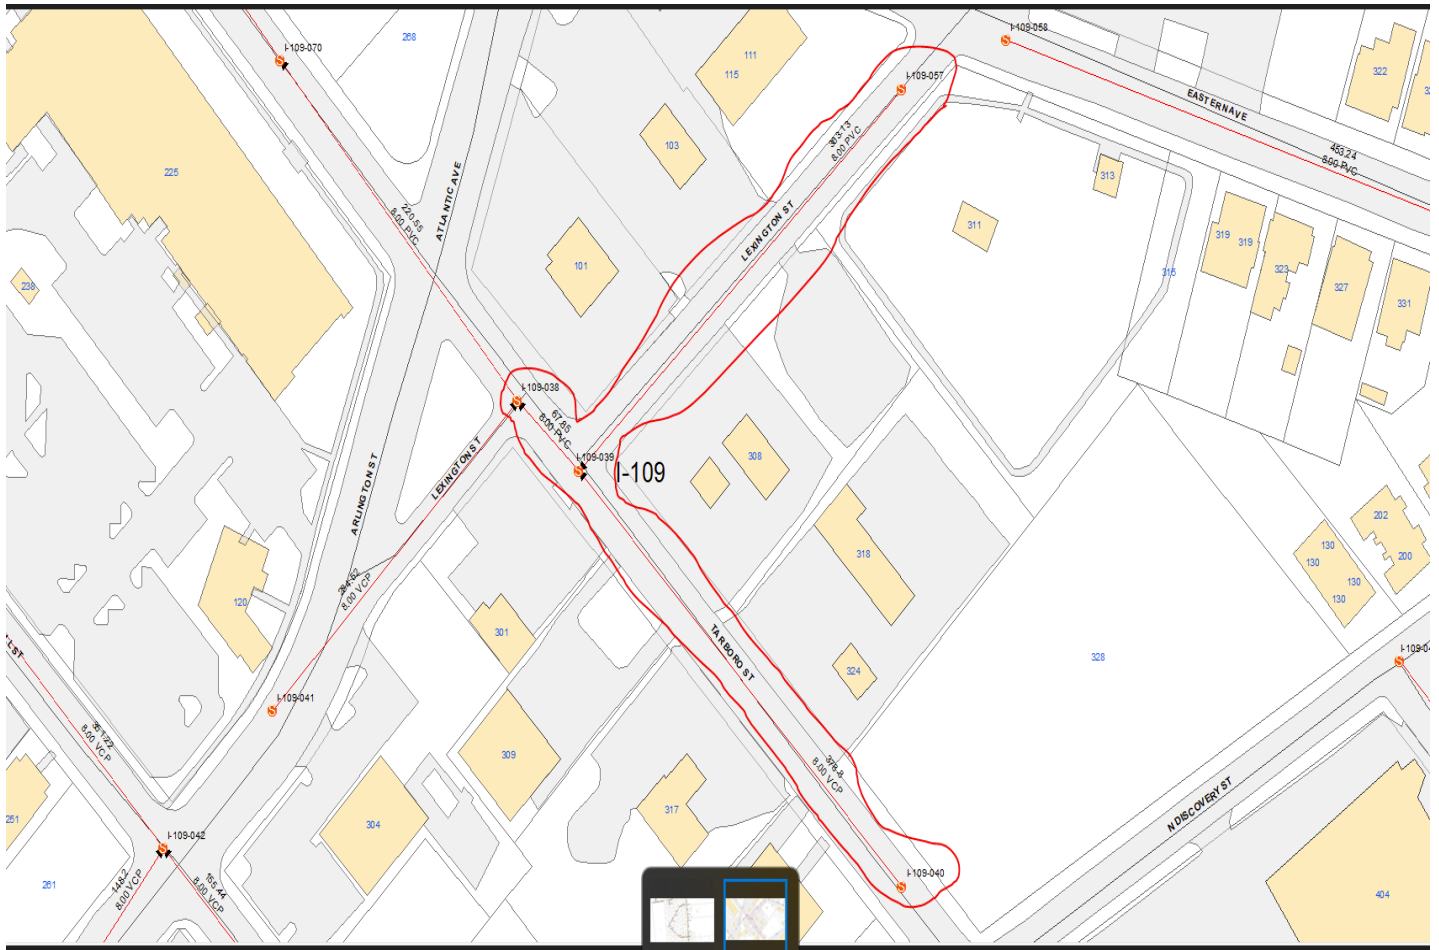 I-109-070
268
111
115
I-109-058
I-109-057
322
EASTERN AVE
453.24
8.00 PVC
303.13
8.00 PVC
103
225
ATLANTIC AVE
220.55
8.00 PVC
LEXINGTON ST
311
313
315
319
319
323
327
331
101
238
I-109-038
67.85
8.00 PVC
I-109-039
I-109
LEXINGTON ST
ARLINGTON ST
308
318
202
200
130
130
130
130
8.00 VCP
120
301
TARBORO ST
324
328
I-109-041
351.22
8.00 VCP
309
378.8
8.00 VCP
N DISCOVERY ST
251
304
317
I-109-042
148.2
8.00 VCP
155.44
8.00 VCP
261
I-109-040
404